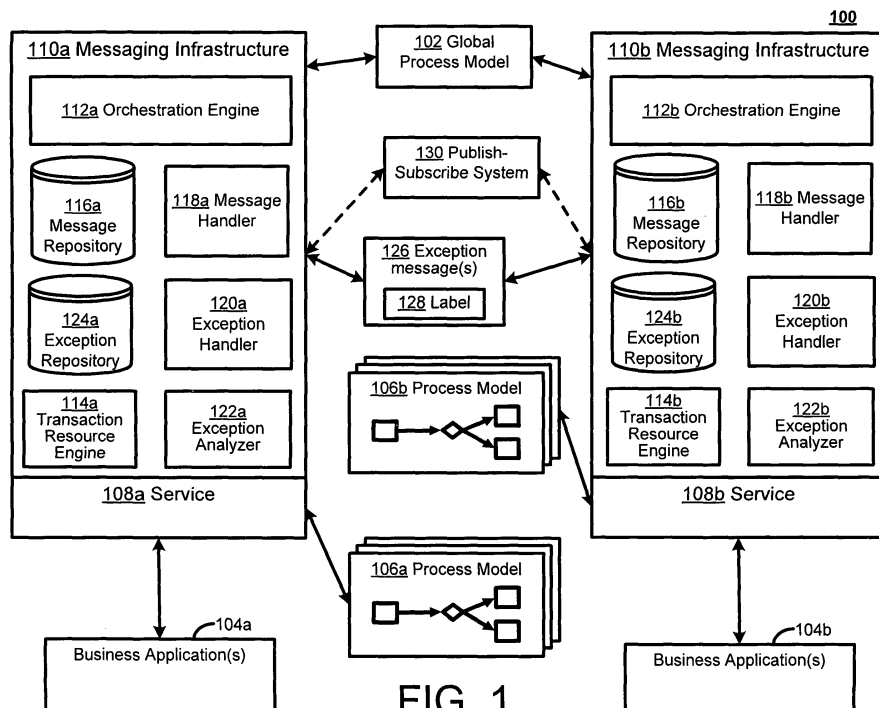 100
110a Messaging Infrastructure
112a Orchestration Engine
116a
Message
Repository
118a Message
Handler
124a
Exception
Repository
120a
Exception
Handler
114a
Transaction
Resource
Engine
122a
Exception
Analyzer
108a Service
104a
Business Application(s)
102 Global
Process Model
130 Publish-
Subscribe System
126 Exception
message(s)
128 Label
106b Process Model
106a Process Model
FIG. 1
110b Messaging Infrastructure
112b Orchestration Engine
116b
Message
Repository
118b Message
Handler
124b
Exception
Repository
120b
Exception
Handler
114b
Transaction
Resource
Engine
122b
Exception
Analyzer
108b Service
104b
Business Application(s)